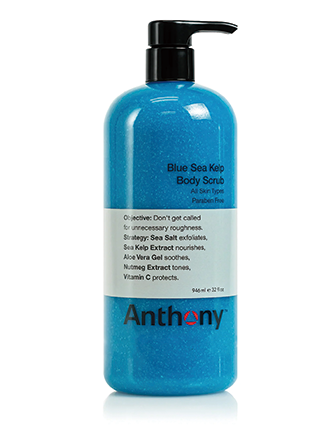 Blue Sea Kelp
Body Scrub
All Skin Types
Paraben Free
Objective: Don't get called
for unnecessary roughness.
Strategy: Sea Salt exfoliates,
Sea Kelp Extract nourishes,
Aloe Vera Gel soothes,
Nutmeg Extract tones,
Vitamin C protects.
946 ml e 32 fl oz
Anthony™